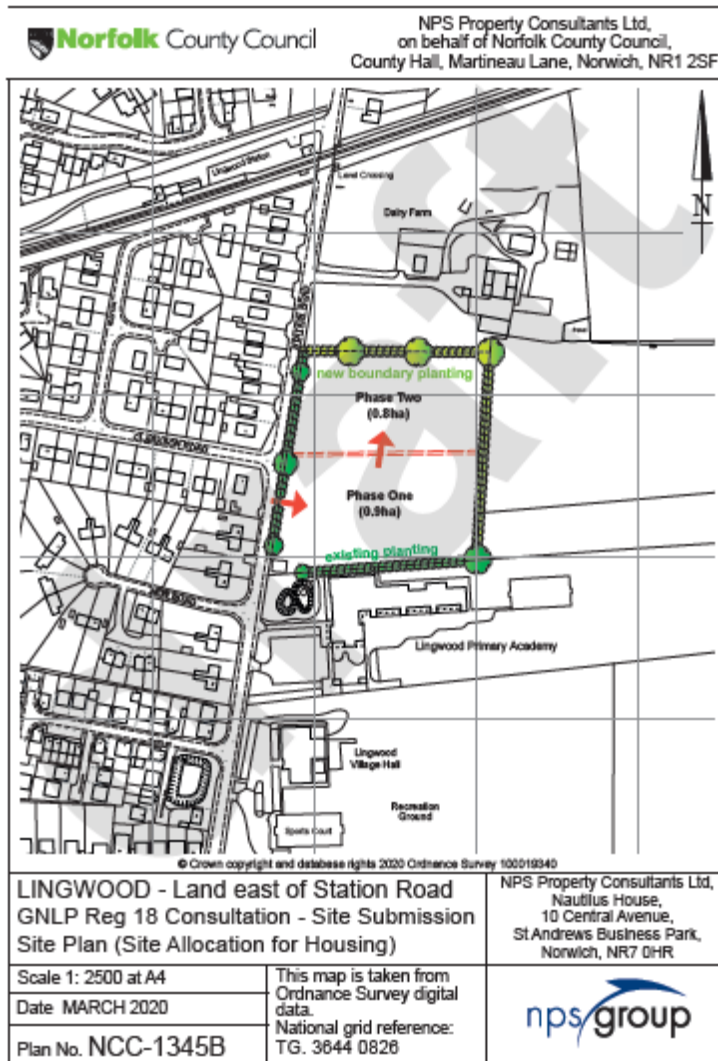 Norfolk County Council
NPS Property Consultants Ltd,
on behalf of Norfolk County Council,
County Hall, Martineau Lane, Norwich, NR1 2SF
Draft
Lingwood Station
Level Crossing
Dairy Farm
N
new boundary planting
Phase Two
(0.8ha)
Phase One
(0.9ha)
existing planting
Lingwood Primary Academy
Lingwood
Village Hall
Recreation
Ground
Sports Court
© Crown copyright and database rights 2020 Ordnance Survey 100019340
LINGWOOD - Land east of Station Road
GNLP Reg 18 Consultation - Site Submission
Site Plan (Site Allocation for Housing)
NPS Property Consultants Ltd,
Nautilus House,
10 Central Avenue,
St Andrews Business Park,
Norwich, NR7 0HR
Scale 1: 2500 at A4
Date MARCH 2020
Plan No. NCC-1345B
This map is taken from
Ordnance Survey digital
data.
National grid reference:
TG. 3644 0826
nps group